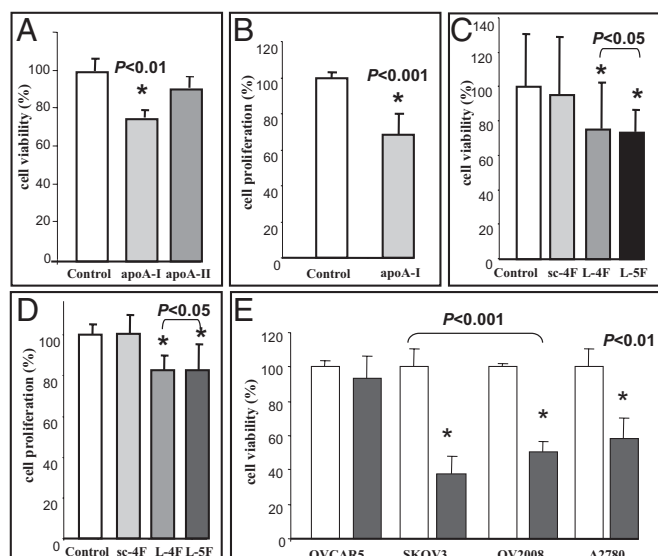 A
cell viability (%)
100
80
60
40
20
0
P<0.01
*
Control apoA-I apoA-II
B
cell proliferation (%)
120
100
80
60
40
20
0
P<0.001
*
Control apoA-I
C
cell viability (%)
140
120
100
80
60
40
20
0
P<0.05
* *
Control sc-4F L-4F L-5F
D
cell proliferation (%)
100
80
60
40
20
0
P<0.05
* *
Control sc-4F L-4F L-5F
E
cell viability (%)
120
100
80
60
40
20
0
P<0.001
P<0.01
* * *
OVCAR5 SKOV3 OV2008 A2780